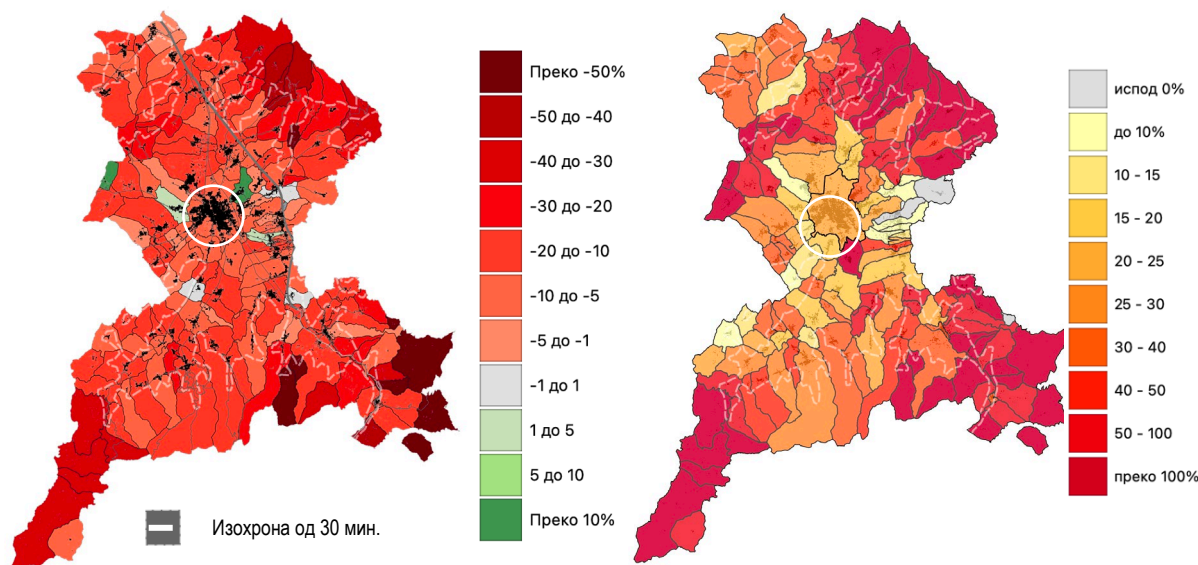 Преко -50%
-50 до -40
-40 до -30
-30 до -20
-20 до -10
-10 до -5
-5 до -1
-1 до 1
1 до 5
5 до 10
Преко 10%
Изохрона од 30 мин.
испод 0%
до 10%
10 - 15
15 - 20
20 - 25
25 - 30
30 - 40
40 - 50
50 - 100
преко 100%